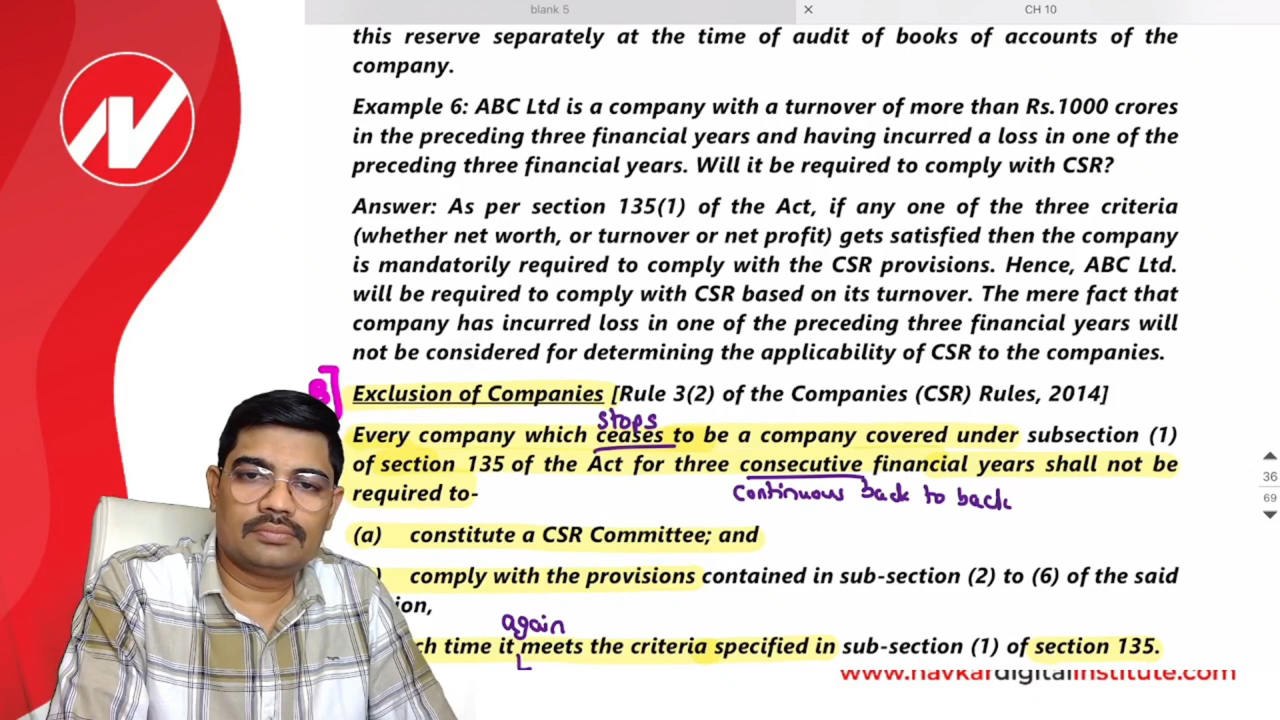 blank 5
CH 10
this reserve separately at the time of audit of books of accounts of the
company.
Example 6: ABC Ltd is a company with a turnover of more than Rs.1000 crores
in the preceding three financial years and having incurred a loss in one of the
preceding three financial years. Will it be required to comply with CSR?
Answer: As per section 135(1) of the Act, if any one of the three criteria
(whether net worth, or turnover or net profit) gets satisfied then the company
is mandatorily required to comply with the CSR provisions. Hence, ABC Ltd.
will be required to comply with CSR based on its turnover. The mere fact that
company has incurred loss in one of the preceding three financial years will
not be considered for determining the applicability of CSR to the companies.
Exclusion of Companies [Rule 3(2) of the Companies (CSR) Rules, 2014]
stops
Every company which ceases to be a company covered under subsection (1)
of section 135 of the Act for three consecutive financial years shall not be
required to-
continuous back to back
36
69
(a) constitute a CSR Committee; and
) comply with the provisions contained in sub-section (2) to (6) of the said
ion,
again
ch time it meets the criteria specified in sub-section (1) of section 135.
www.navkardigitalinstitute.com